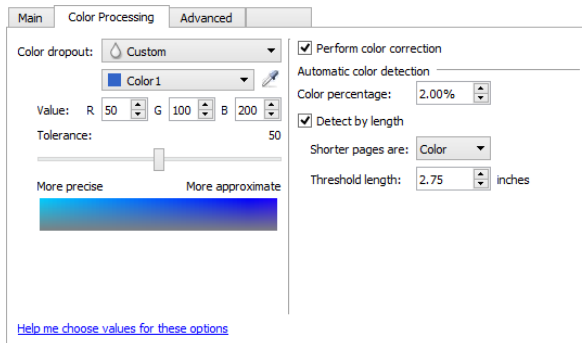 Main Color Processing Advanced
Color dropout: Custom
Color1
Value: R 50 G 100 B 200
Tolerance: 50
More precise More approximate
Help me choose values for these options
Perform color correction
Automatic color detection
Color percentage: 2.00%
Detect by length
Shorter pages are: Color
Threshold length: 2.75 inches